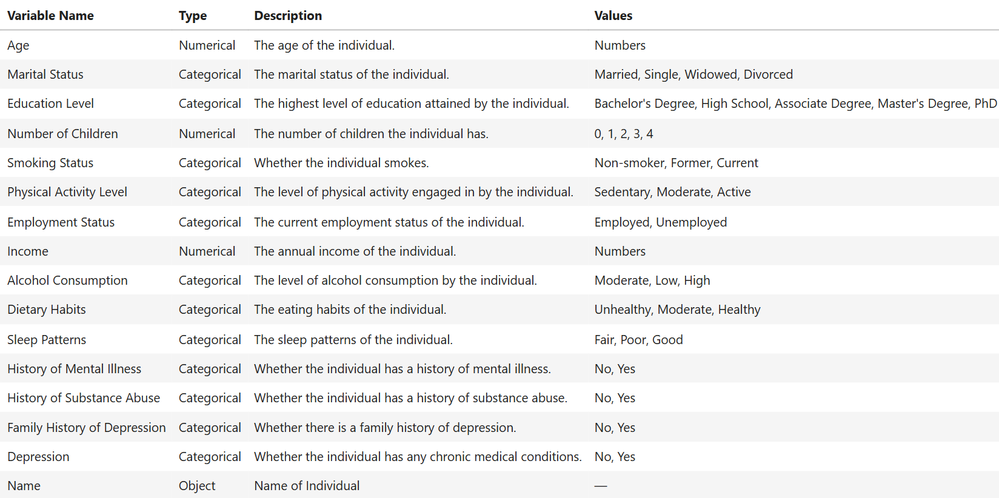 Variable Name Type Description Values
Age Numerical The age of the individual. Numbers
Marital Status Categorical The marital status of the individual. Married, Single, Widowed, Divorced
Education Level Categorical The highest level of education attained by the individual. Bachelor's Degree, High School, Associate Degree, Master's Degree, PhD
Number of Children Numerical The number of children the individual has. 0, 1, 2, 3, 4
Smoking Status Categorical Whether the individual smokes. Non-smoker, Former, Current
Physical Activity Level Categorical The level of physical activity engaged in by the individual. Sedentary, Moderate, Active
Employment Status Categorical The current employment status of the individual. Employed, Unemployed
Income Numerical The annual income of the individual. Numbers
Alcohol Consumption Categorical The level of alcohol consumption by the individual. Moderate, Low, High
Dietary Habits Categorical The eating habits of the individual. Unhealthy, Moderate, Healthy
Sleep Patterns Categorical The sleep patterns of the individual. Fair, Poor, Good
History of Mental Illness Categorical Whether the individual has a history of mental illness. No, Yes
History of Substance Abuse Categorical Whether the individual has a history of substance abuse. No, Yes
Family History of Depression Categorical Whether there is a family history of depression. No, Yes
Depression Categorical Whether the individual has any chronic medical conditions. No, Yes
Name Object Name of Individual —